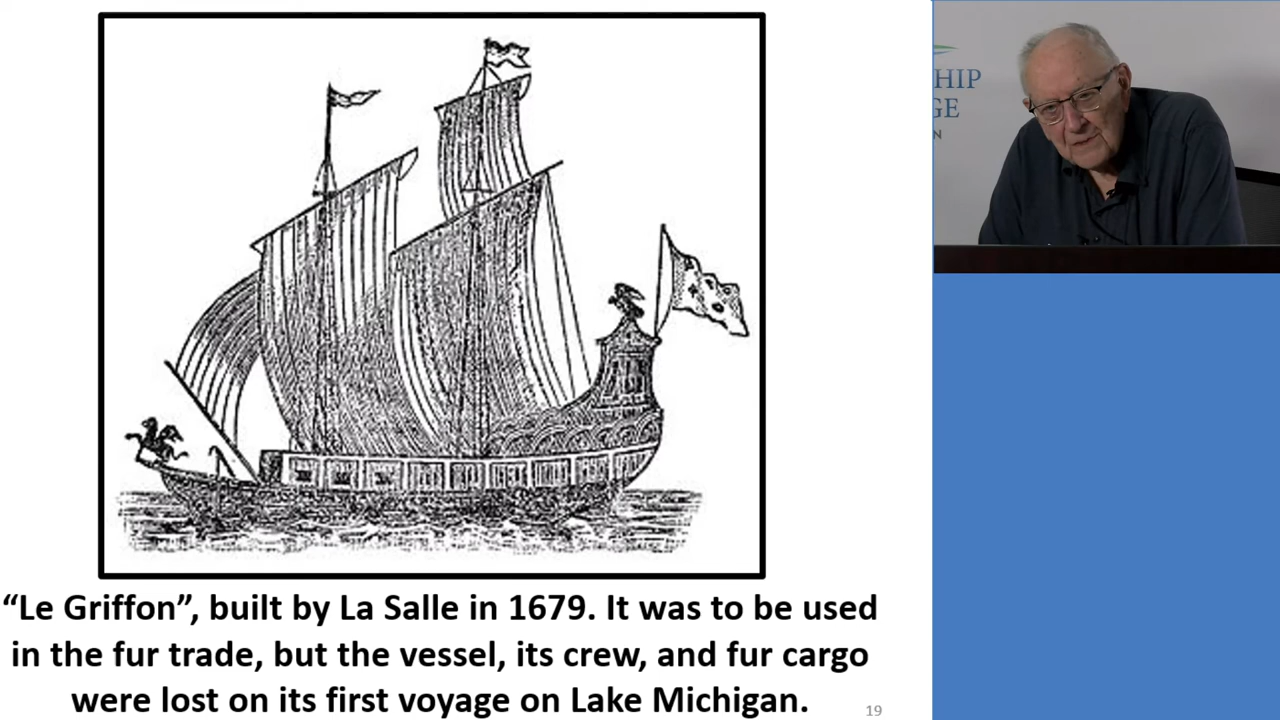 “Le Griffon”, built by La Salle in 1679. It was to be used
in the fur trade, but the vessel, its crew, and fur cargo
were lost on its first voyage on Lake Michigan.
19
HIP
GE
N